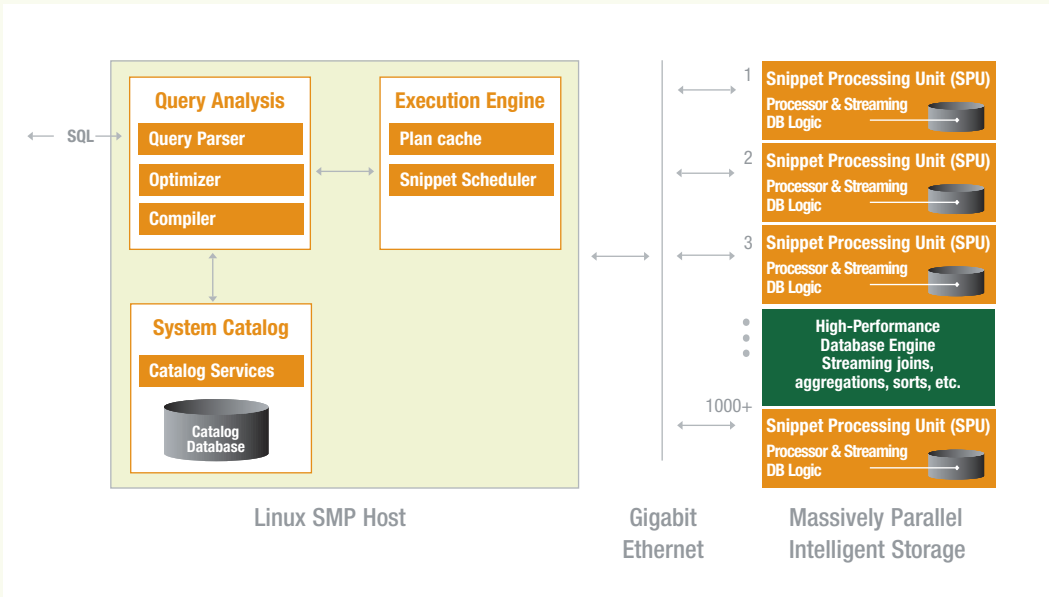 SQL
Query Analysis
Query Parser
Optimizer
Compiler
Execution Engine
Plan cache
Snippet Scheduler
System Catalog
Catalog Services
Catalog
Database
Linux SMP Host
Gigabit
Ethernet
1
Snippet Processing Unit (SPU)
Processor & Streaming
DB Logic
2
Snippet Processing Unit (SPU)
Processor & Streaming
DB Logic
3
Snippet Processing Unit (SPU)
Processor & Streaming
DB Logic
High-Performance
Database Engine
Streaming joins,
aggregations, sorts, etc.
1000+
Snippet Processing Unit (SPU)
Processor & Streaming
DB Logic
Massively Parallel
Intelligent Storage